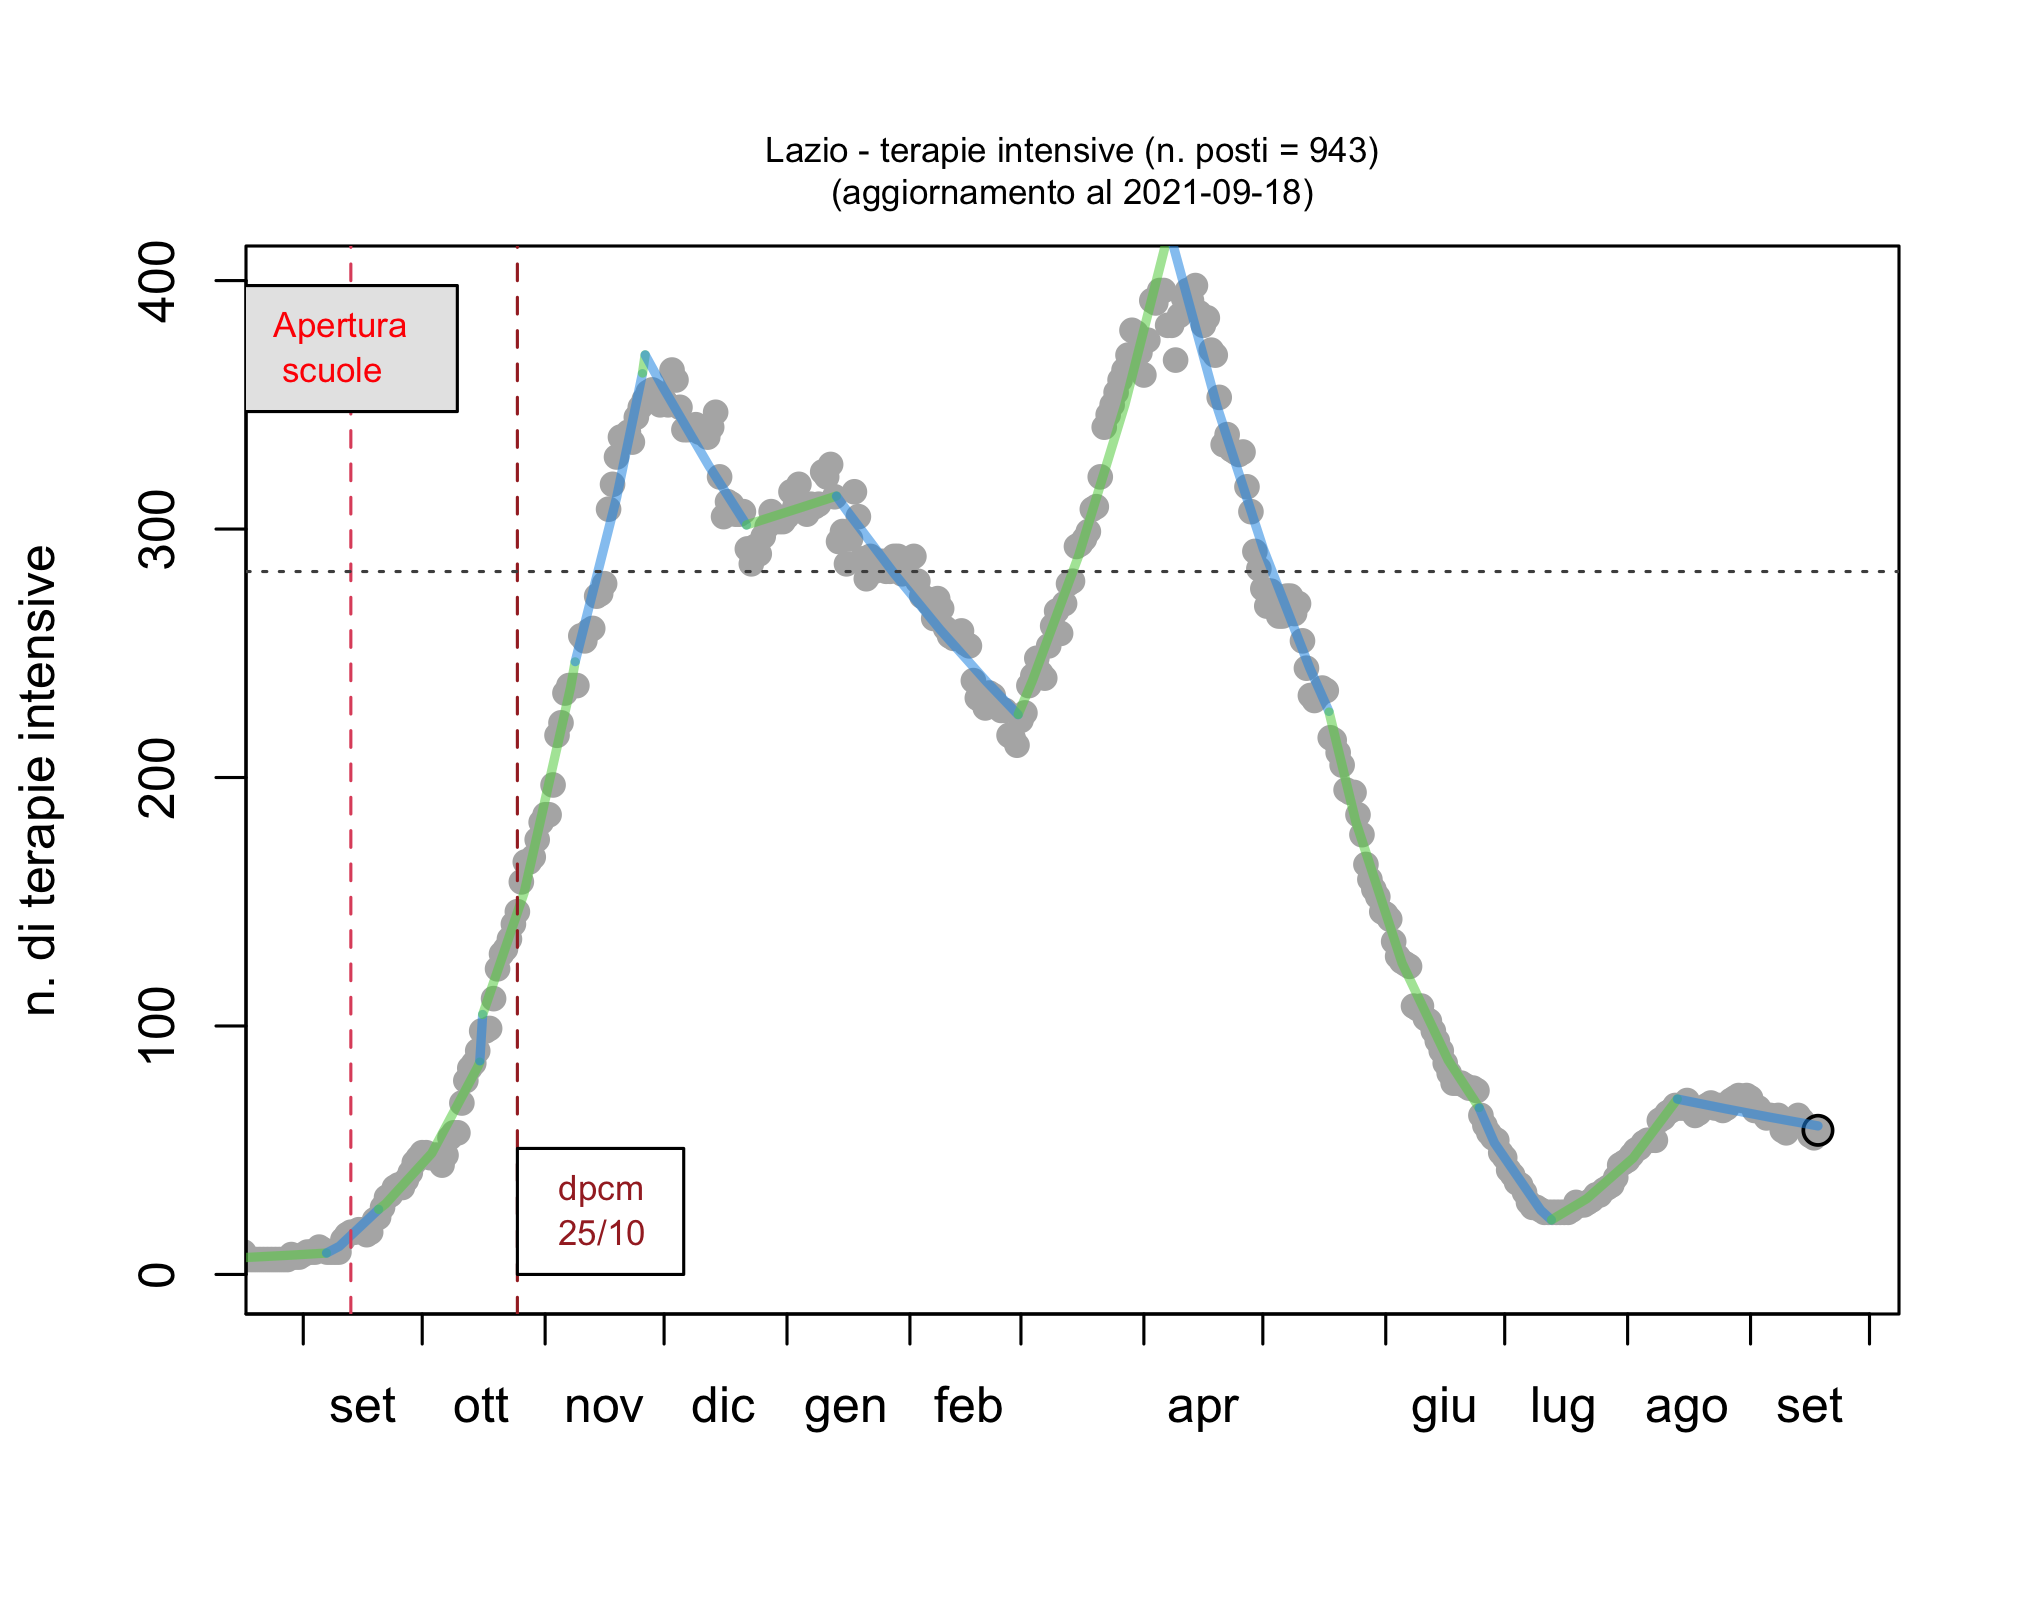 Lazio - terapie intensive (n. posti = 943)
(aggiornamento al 2021-09-18)
n. di terapie intensive
400
300
200
100
0
Apertura
scuole
dpcm
25/10
set ott nov dic gen feb apr giu lug ago set